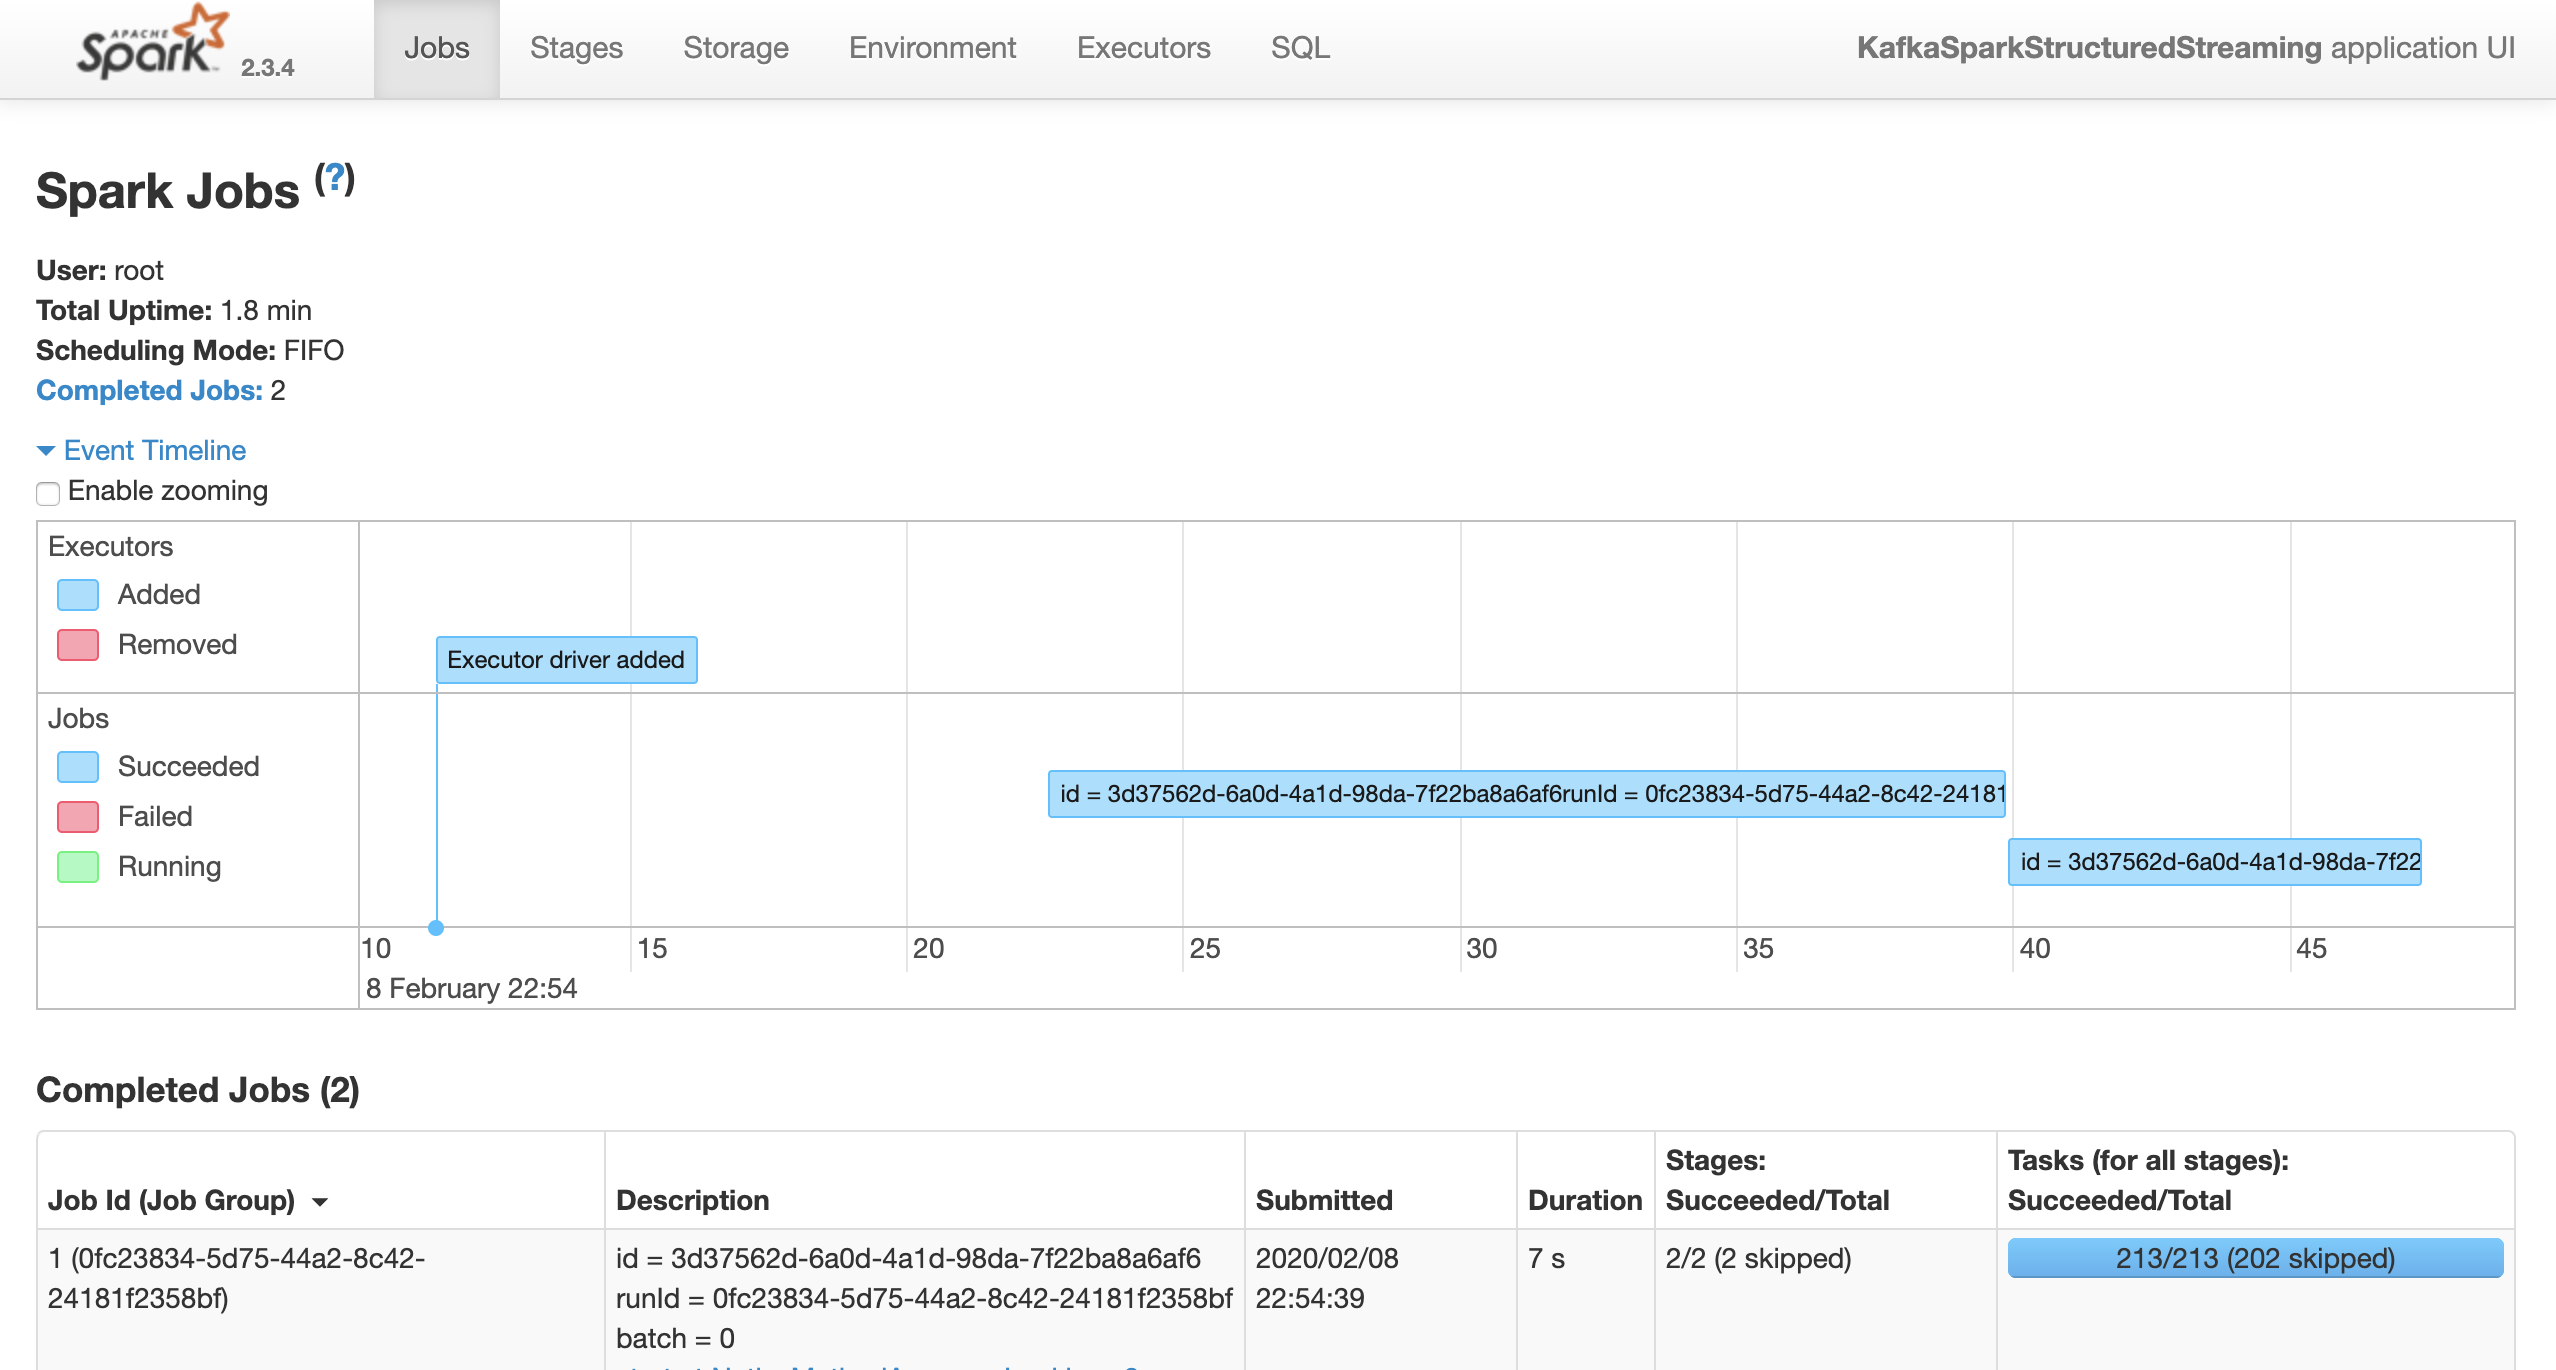 APACHE
Spark 2.3.4
Jobs
Stages
Storage
Environment
Executors
SQL
KafkaSparkStructuredStreaming application UI
Spark Jobs (?)
User: root
Total Uptime: 1.8 min
Scheduling Mode: FIFO
Completed Jobs: 2
Event Timeline
Enable zooming
Executors
Added
Removed
Executor driver added
Jobs
Succeeded
Failed
Running
id = 3d37562d-6a0d-4a1d-98da-7f22ba8a6af6runId = 0fc23834-5d75-44a2-8c42-24181
id = 3d37562d-6a0d-4a1d-98da-7f22
10 15 20 25 30 35 40 45
8 February 22:54
Completed Jobs (2)
Job Id (Job Group)
Description
Submitted
Duration
Stages:
Succeeded/Total
Tasks (for all stages):
Succeeded/Total
1 (0fc23834-5d75-44a2-8c42-
24181f2358bf)
id = 3d37562d-6a0d-4a1d-98da-7f22ba8a6af6
runId = 0fc23834-5d75-44a2-8c42-24181f2358bf
batch = 0
2020/02/08
22:54:39
7 s
2/2 (2 skipped)
213/213 (202 skipped)